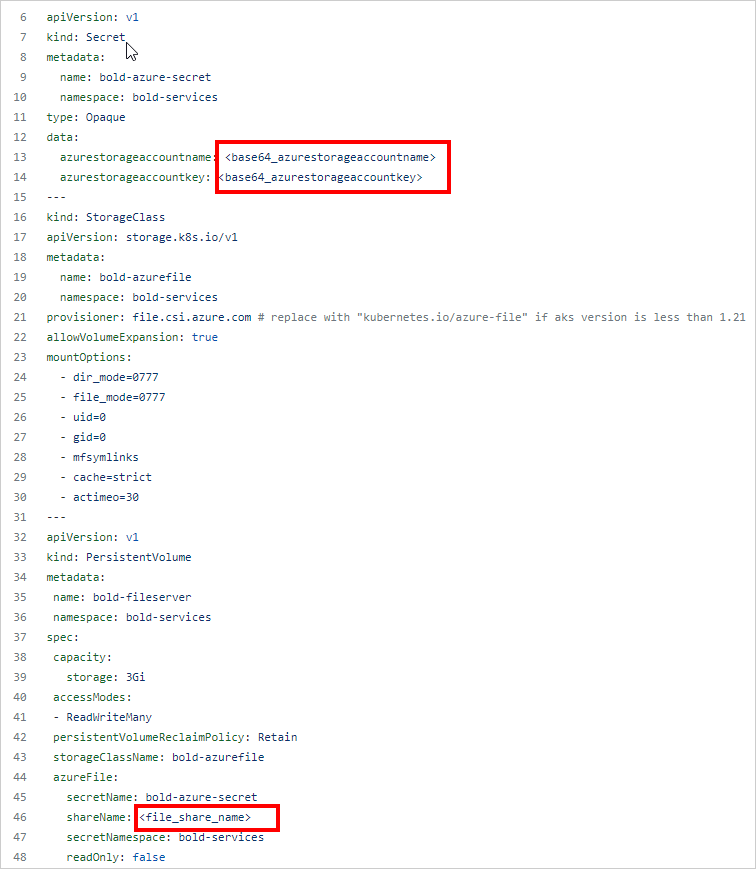 6 apiVersion: v1
7 kind: Secret
8 metadata:
9   name: bold-azure-secret
10   namespace: bold-services
11 type: Opaque
12 data:
13   azurestorageaccountname: <base64_azurestorageaccountname>
14   azurestorageaccountkey: <base64_azurestorageaccountkey>
15 ---
16 kind: StorageClass
17 apiVersion: storage.k8s.io/v1
18 metadata:
19   name: bold-azurefile
20   namespace: bold-services
21 provisioner: file.csi.azure.com # replace with "kubernetes.io/azure-file" if aks version is less than 1.21
22 allowVolumeExpansion: true
23 mountOptions:
24   - dir_mode=0777
25   - file_mode=0777
26   - uid=0
27   - gid=0
28   - mfsymlinks
29   - cache=strict
30   - actimeo=30
31 ---
32 apiVersion: v1
33 kind: PersistentVolume
34 metadata:
35  name: bold-fileserver
36  namespace: bold-services
37 spec:
38  capacity:
39    storage: 3Gi
40  accessModes:
41  - ReadWriteMany
42  persistentVolumeReclaimPolicy: Retain
43  storageClassName: bold-azurefile
44  azureFile:
45    secretName: bold-azure-secret
46    shareName: <file_share_name>
47    secretNamespace: bold-services
48    readOnly: false